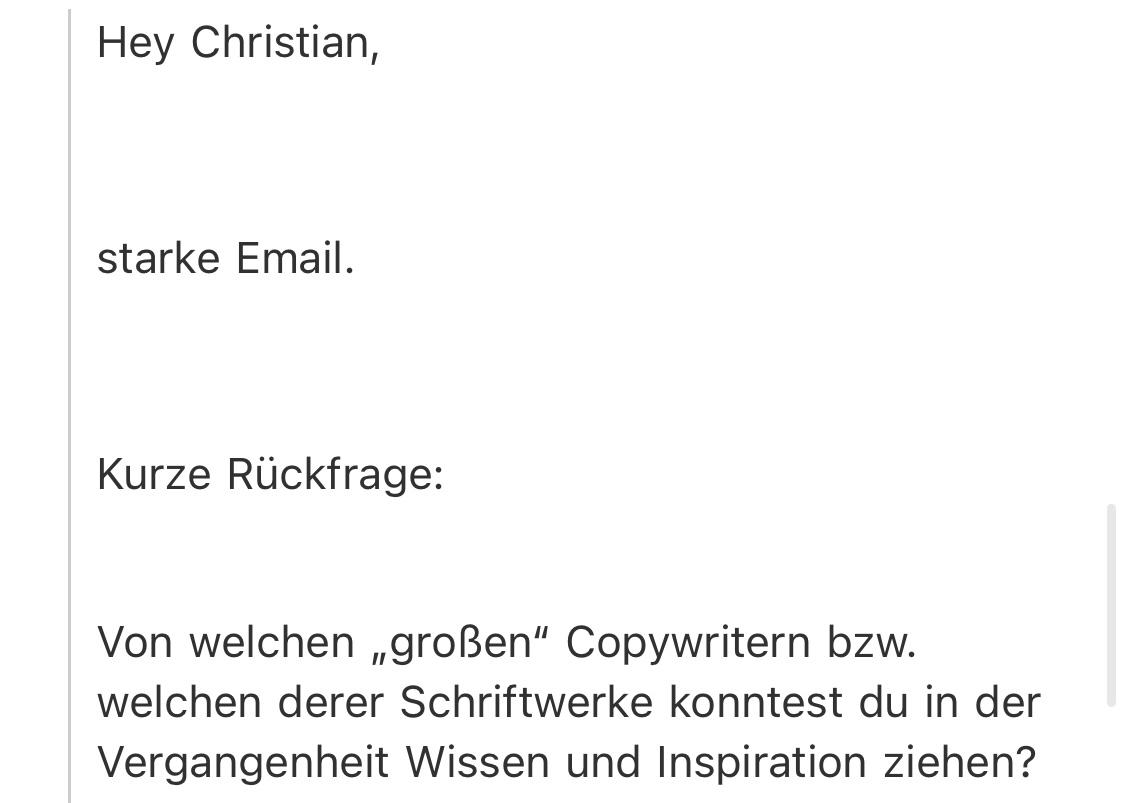 Hey Christian,
starke Email.
Kurze Rückfrage:
Von welchen „großen“ Copywritern bzw.
welchen derer Schriftwerke konntest du in der
Vergangenheit Wissen und Inspiration ziehen?